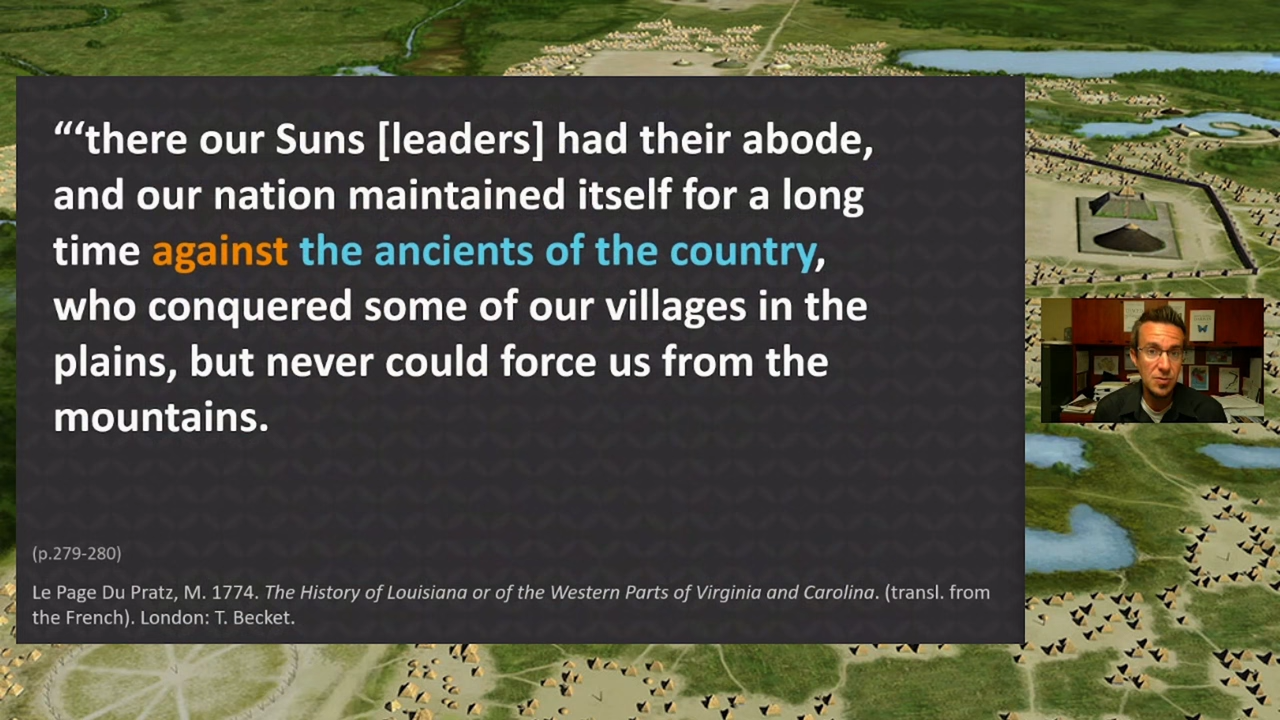 “‘there our Suns [leaders] had their abode,
and our nation maintained itself for a long
time against the ancients of the country,
who conquered some of our villages in the
plains, but never could force us from the
mountains.
(p.279-280)
Le Page Du Pratz, M. 1774. The History of Louisiana or of the Western Parts of Virginia and Carolina. (transl. from
the French). London: T. Becket.